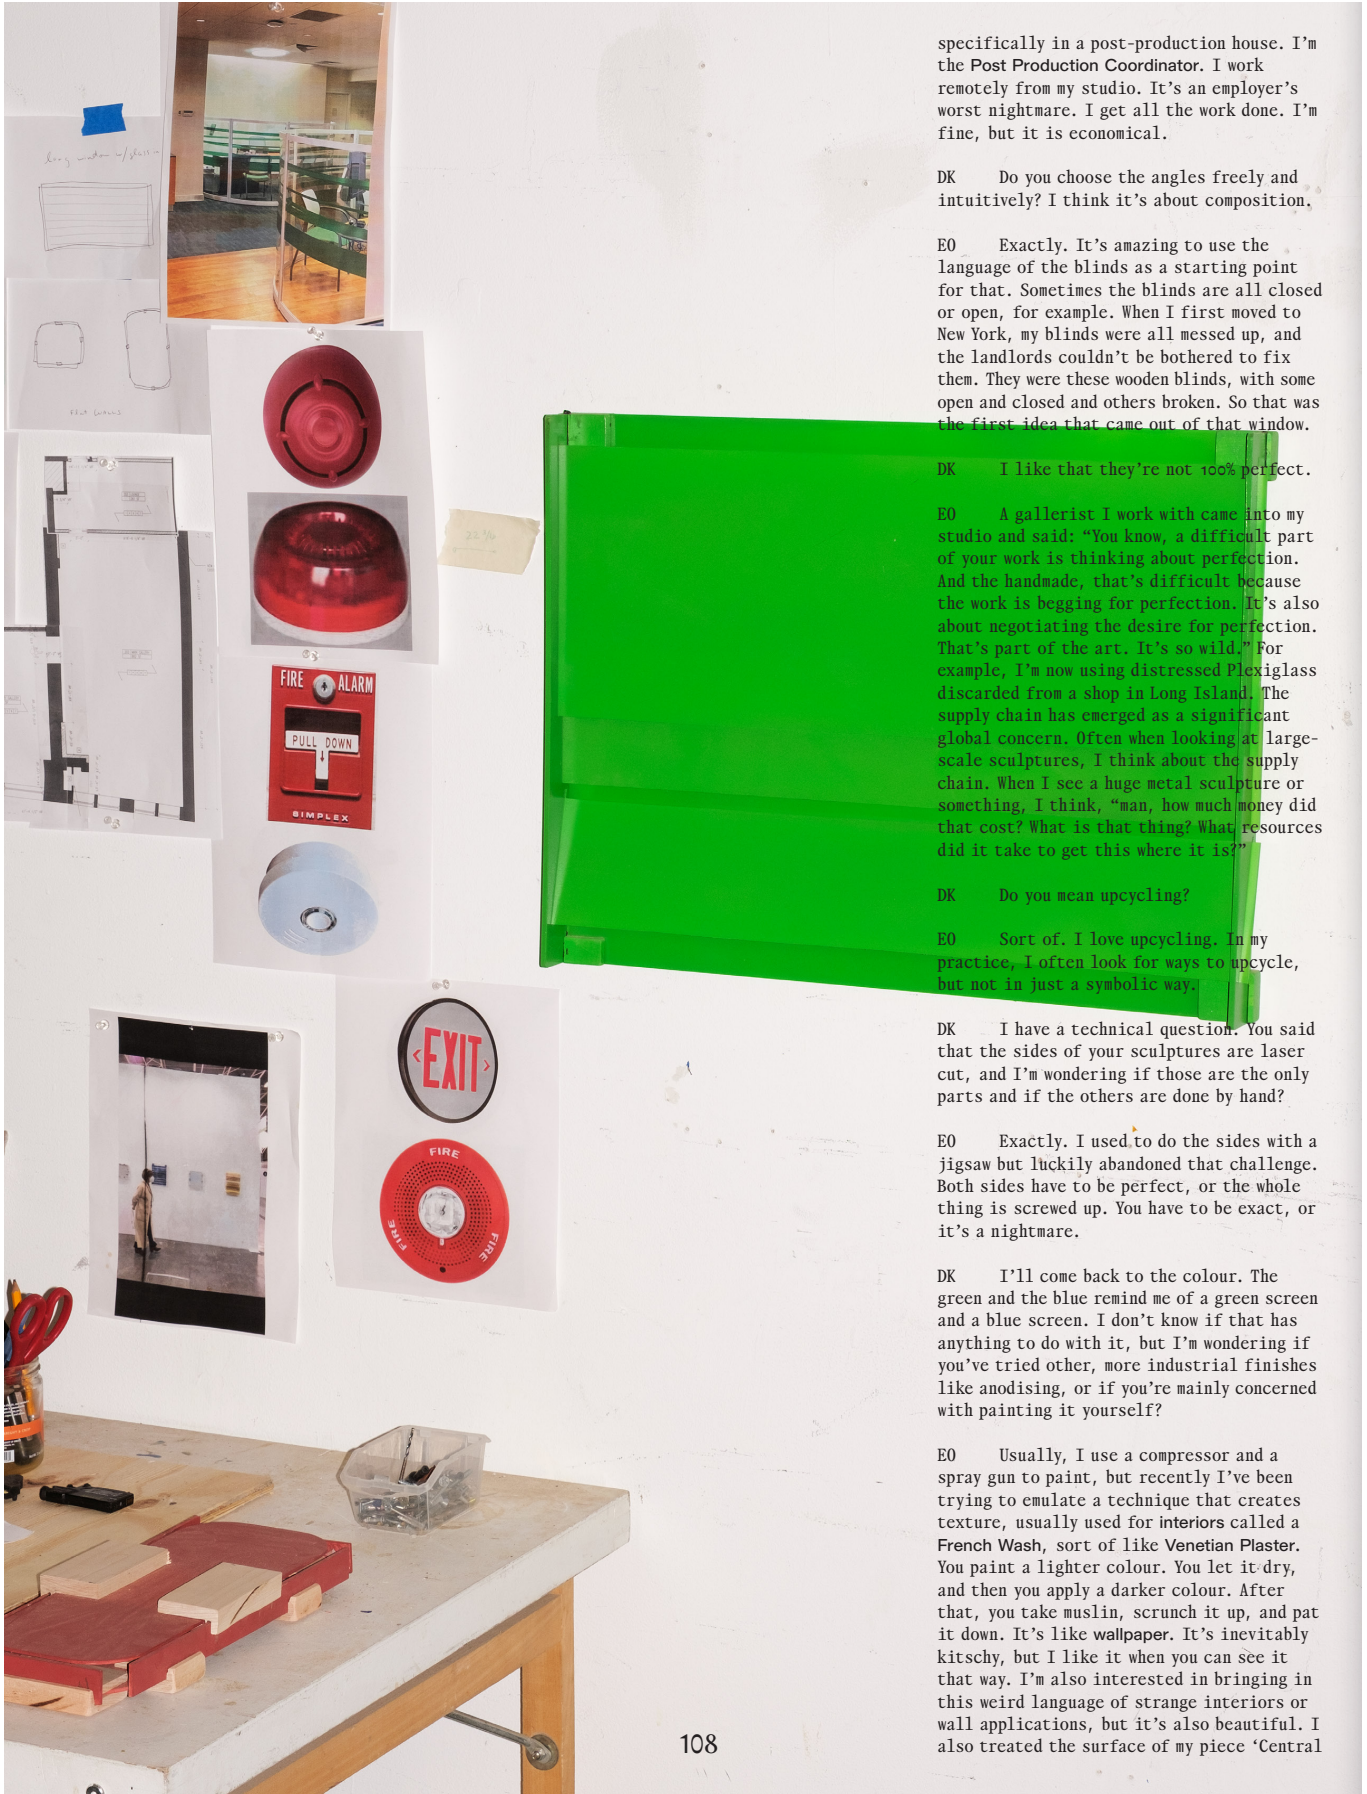 long
FIRE ALARM
PULL DOWN
SIMPLEX
EXIT
FIRE
FIRE
FIRE
specifically in a post-production house. I’m
the Post Production Coordinator. I work
remotely from my studio. It’s an employer’s
worst nightmare. I get all the work done. I’m
fine, but it is economical.
DK Do you choose the angles freely and
intuitively? I think it’s about composition.
EO Exactly. It’s amazing to use the
language of the blinds as a starting point
for that. Sometimes the blinds are all closed
or open, for example. When I first moved to
New York, my blinds were all messed up, and
the landlords couldn’t be bothered to fix
them. They were these wooden blinds, with some
open and closed and others broken. So that was
the first idea that came out of that window.
DK I like that they’re not 100% perfect.
EO A gallerist I work with came into my
studio and said: “You know, a difficult part
of your work is thinking about perfection.
And the handmade, that’s difficult because
the work is begging for perfection. It’s also
about negotiating the desire for perfection.
That’s part of the art. It’s so wild.” For
example, I’m now using distressed Plexiglass
discarded from a shop in Long Island. The
supply chain has emerged as a significant
global concern. Often when looking at large-
scale sculptures, I think about the supply
chain. When I see a huge metal sculpture or
something, I think, “man, how much money did
that cost? What is that thing? What resources
did it take to get this where it is?”
DK Do you mean upcycling?
EO Sort of. I love upcycling. In my
practice, I often look for ways to upcycle,
but not in just a symbolic way.
DK I have a technical question. You said
that the sides of your sculptures are laser
cut, and I’m wondering if those are the only
parts and if the others are done by hand?
EO Exactly. I used to do the sides with a
jigsaw but luckily abandoned that challenge.
Both sides have to be perfect, or the whole
thing is screwed up. You have to be exact, or
it’s a nightmare.
DK I’ll come back to the colour. The
green and the blue remind me of a green screen
and a blue screen. I don’t know if that has
anything to do with it, but I’m wondering if
you’ve tried other, more industrial finishes
like anodising, or if you’re mainly concerned
with painting it yourself?
EO Usually, I use a compressor and a
spray gun to paint, but recently I’ve been
trying to emulate a technique that creates
texture, usually used for interiors called a
French Wash, sort of like Venetian Plaster.
You paint a lighter colour. You let it dry,
and then you apply a darker colour. After
that, you take muslin, scrunch it up, and pat
it down. It’s like wallpaper. It’s inevitably
kitschy, but I like it when you can see it
that way. I’m also interested in bringing in
this weird language of strange interiors or
wall applications, but it’s also beautiful. I
also treated the surface of my piece ‘Central
108